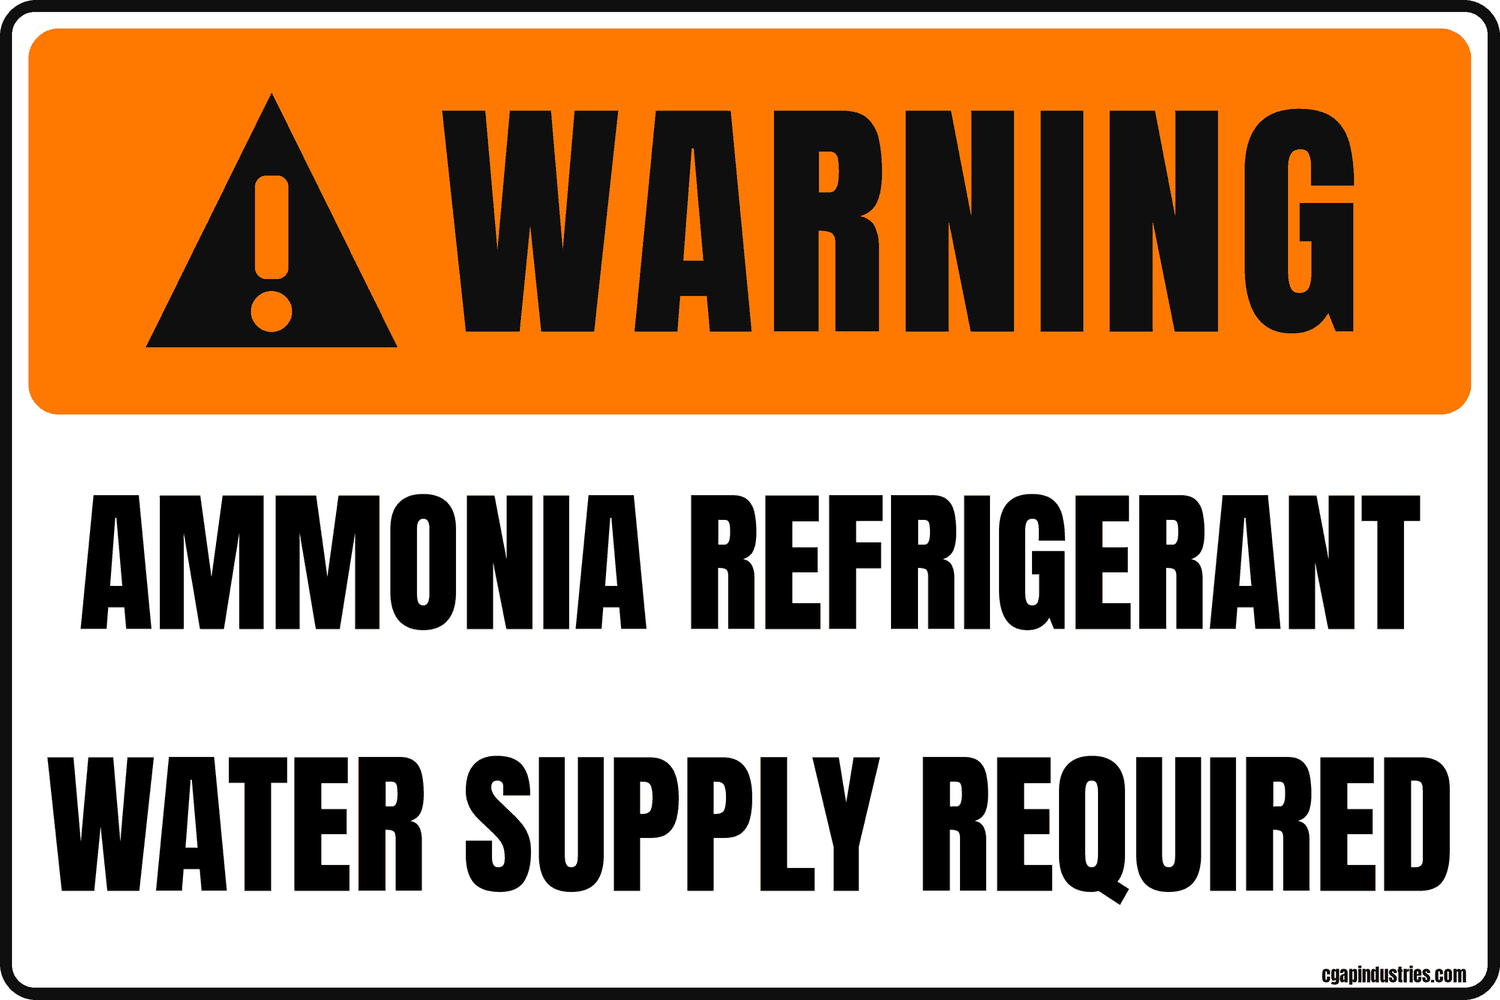 WARNING
AMMONIA REFRIGERANT
WATER SUPPLY REQUIRED
cgapindustries.com